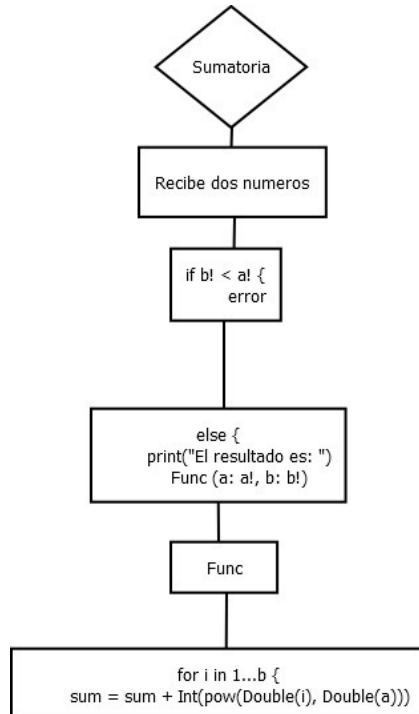 Sumatoria
Recibe dos numeros
if b! < a! {
error
else {
print("El resultado es: ")
Func (a: a!, b: b!)
Func
for i in 1...b {
sum = sum + Int(pow(Double(i), Double(a)))